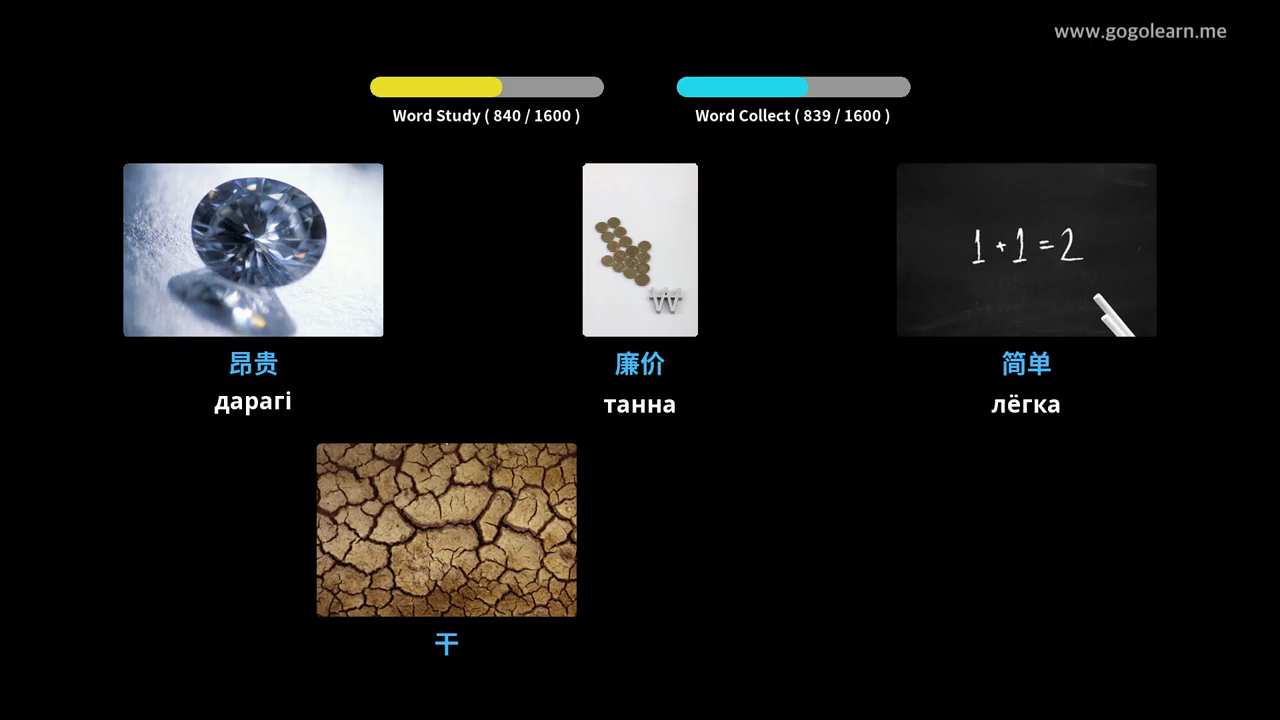 www.gogolearn.me
Word Study ( 840 / 1600 )
Word Collect ( 839 / 1600 )
1 + 1 = 2
₩
昂贵
дарагі
廉价
танна
简单
лёгка
干